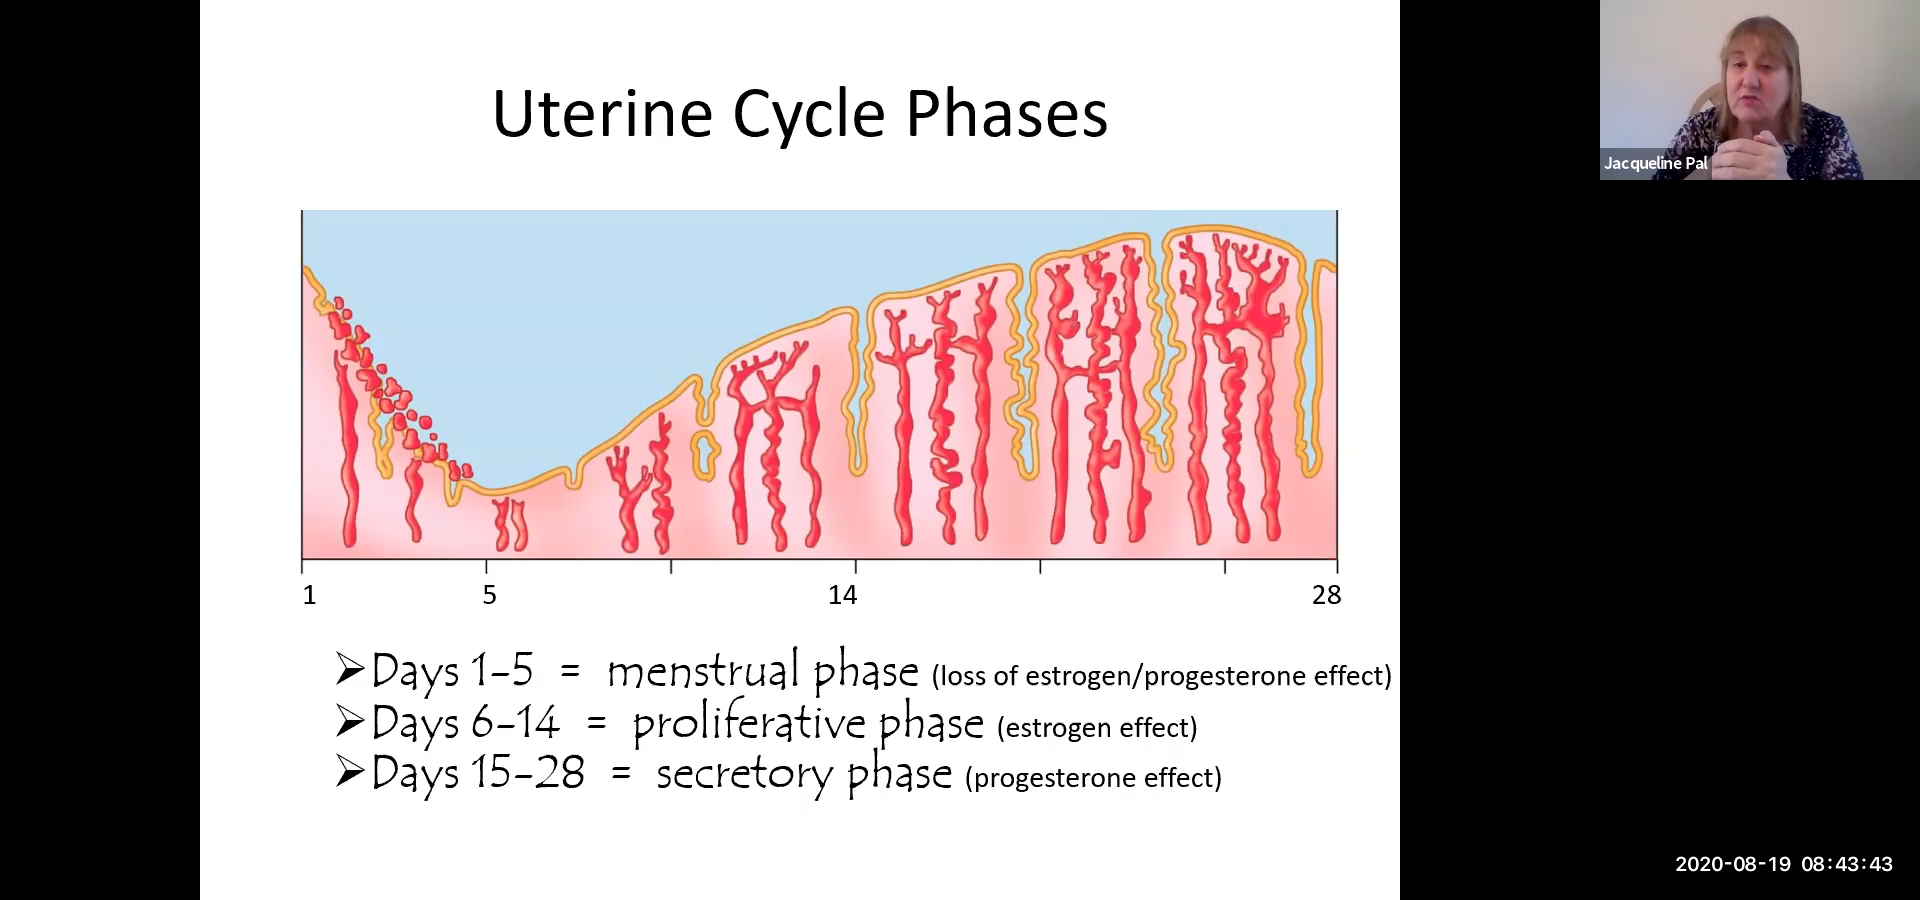 Uterine Cycle Phases
Jacqueline Pal
1 5 14 28
➢Days 1-5 = menstrual phase (loss of estrogen/progesterone effect)
➢Days 6-14 = proliferative phase (estrogen effect)
➢Days 15-28 = secretory phase (progesterone effect)
2020-08-19 08:43:43